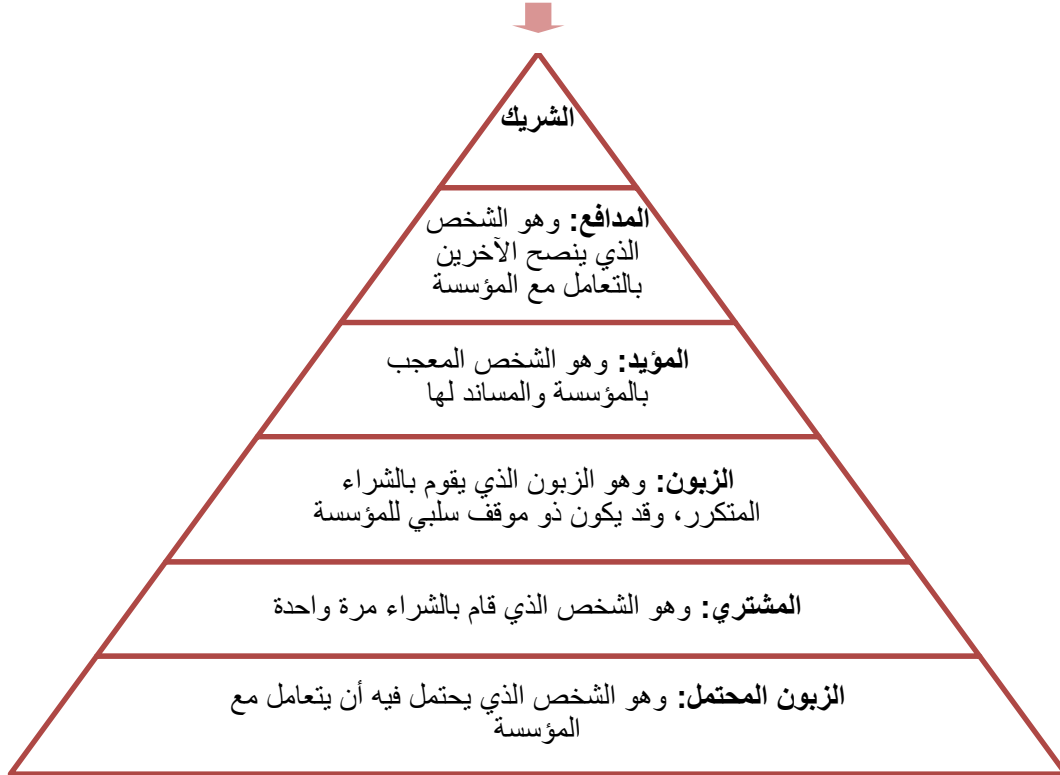 الشريك
المدافع: وهو الشخص
الذي ينصح الآخرين
بالتعامل مع المؤسسة
المؤيد: وهو الشخص المعجب
بالمؤسسة والمساند لها
الزبون: وهو الزبون الذي يقوم بالشراء
المتكرر، وقد يكون ذو موقف سلبي للمؤسسة
المشتري: وهو الشخص الذي قام بالشراء مرة واحدة
الزبون المحتمل: وهو الشخص الذي يحتمل فيه أن يتعامل مع
المؤسسة